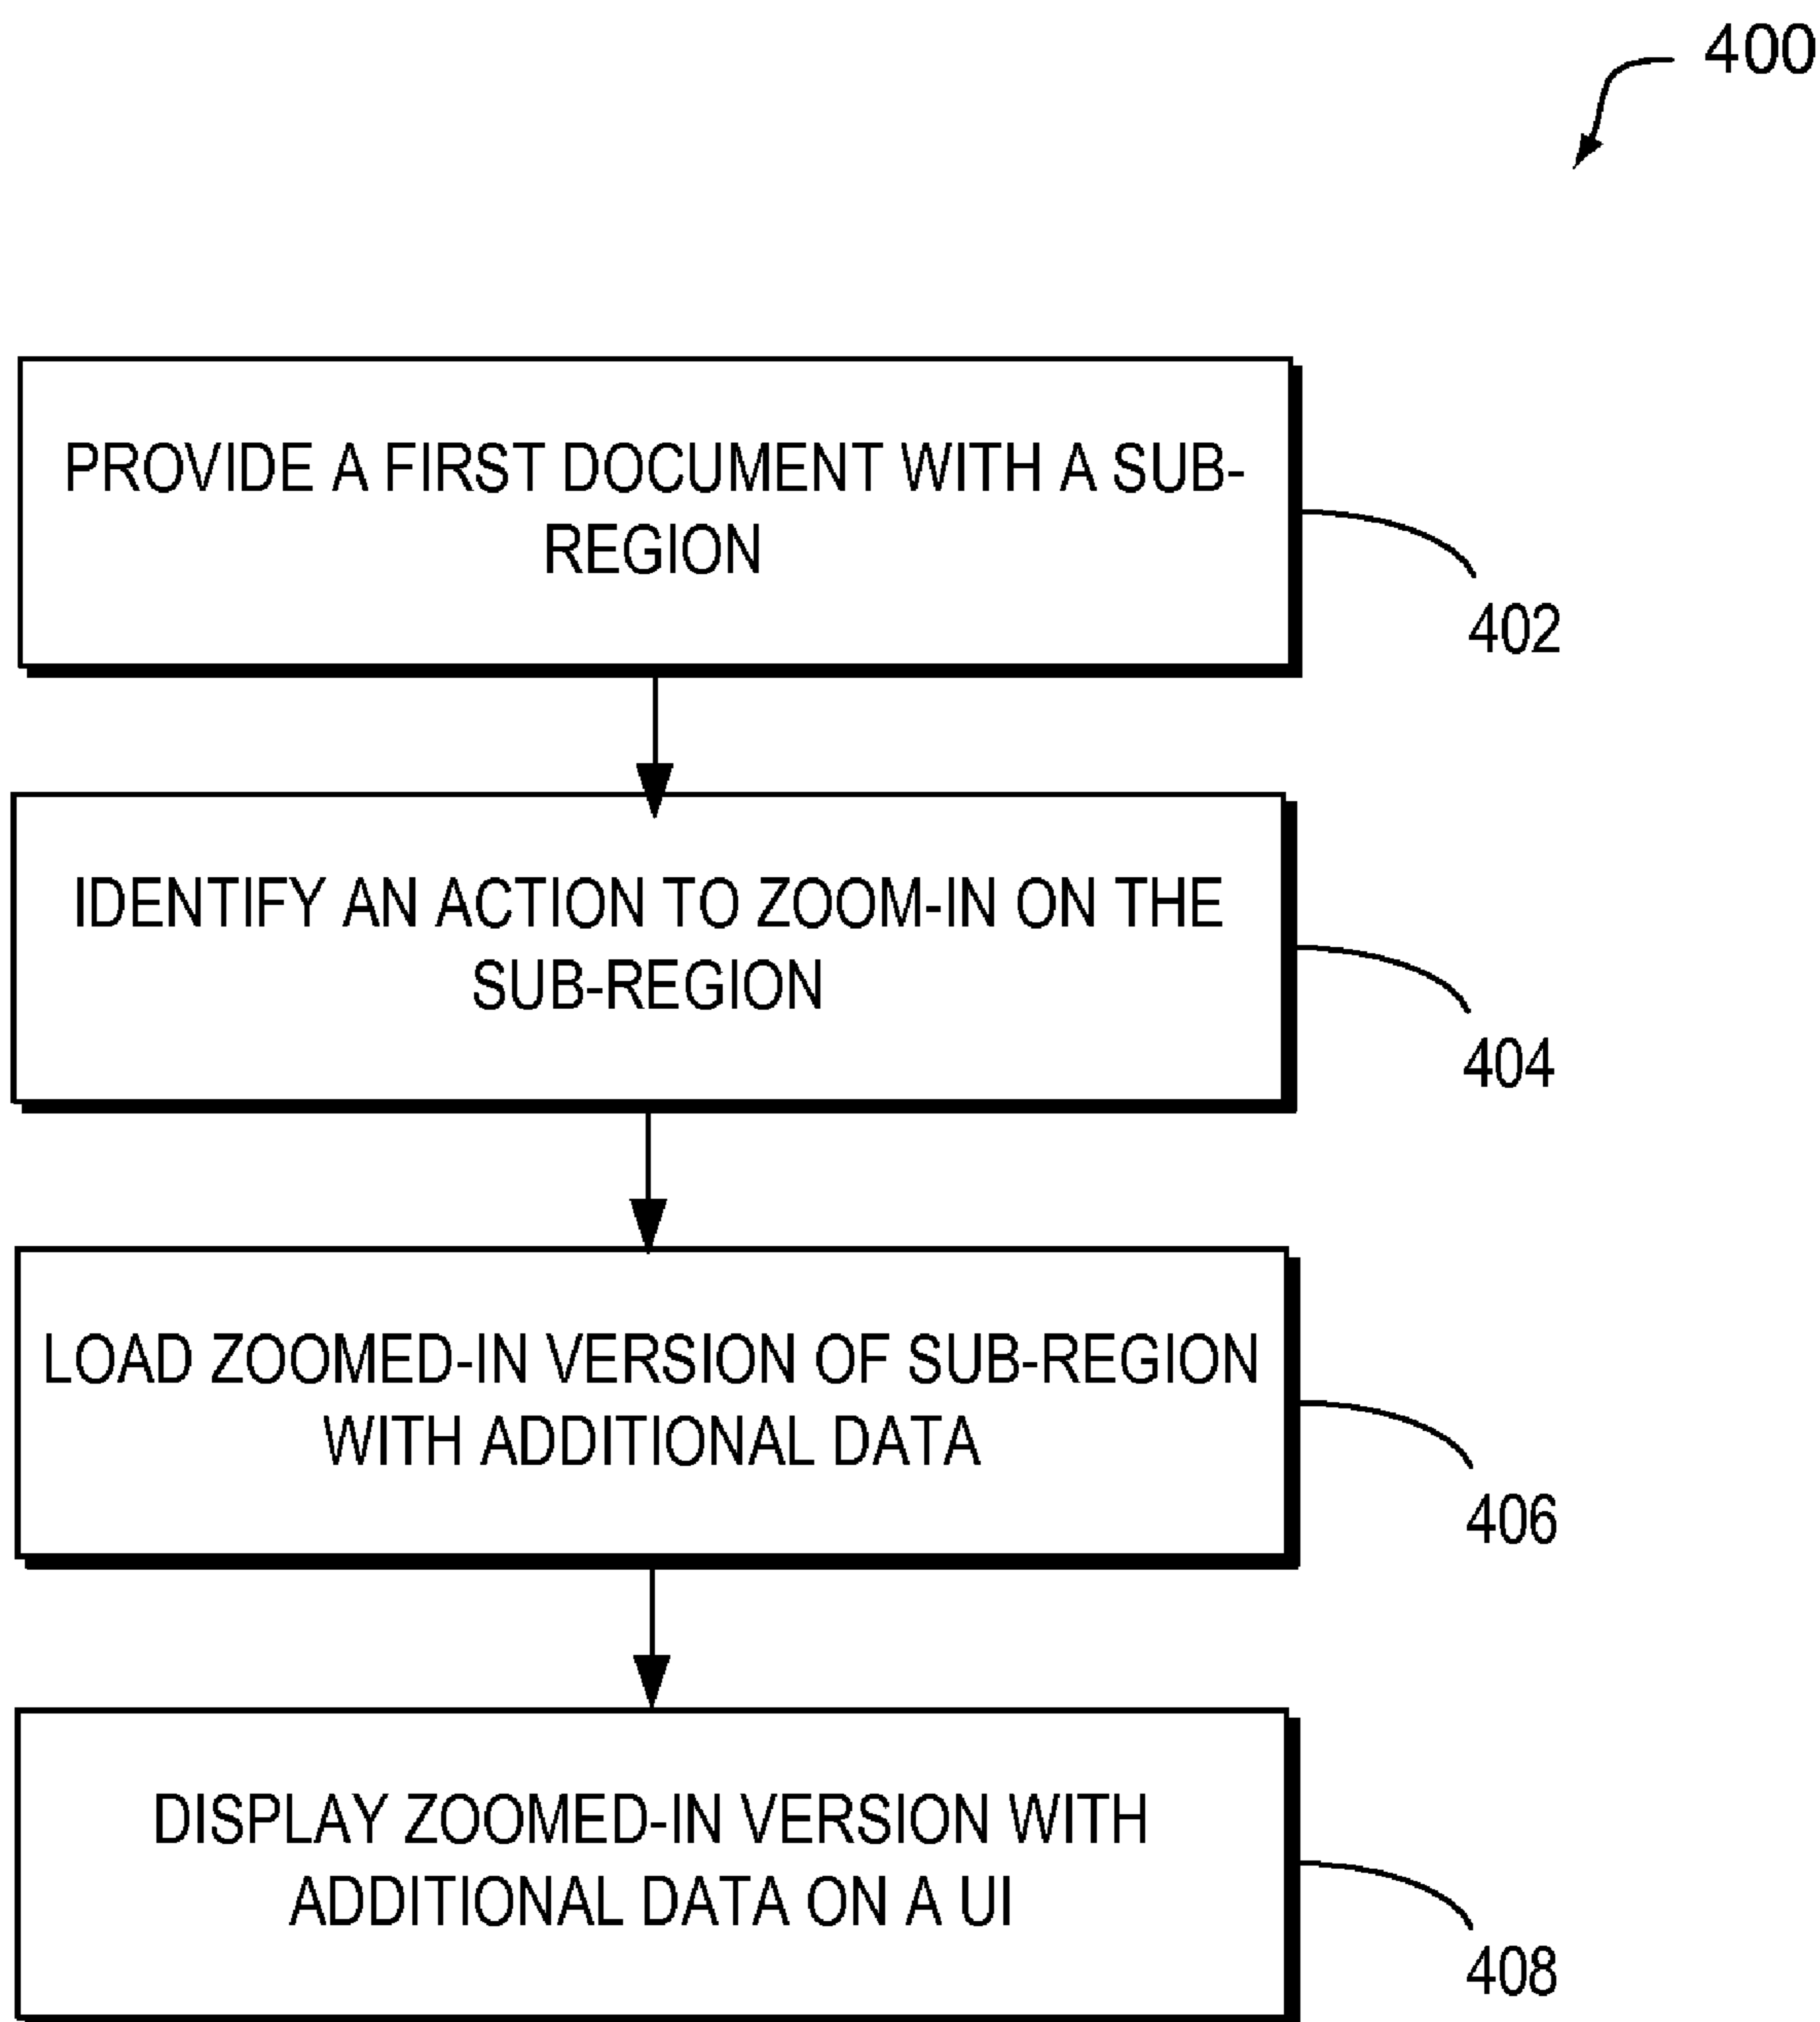 400
PROVIDE A FIRST DOCUMENT WITH A SUB-
REGION
402
IDENTIFY AN ACTION TO ZOOM-IN ON THE
SUB-REGION
404
LOAD ZOOMED-IN VERSION OF SUB-REGION
WITH ADDITIONAL DATA
406
DISPLAY ZOOMED-IN VERSION WITH
ADDITIONAL DATA ON A UI
408